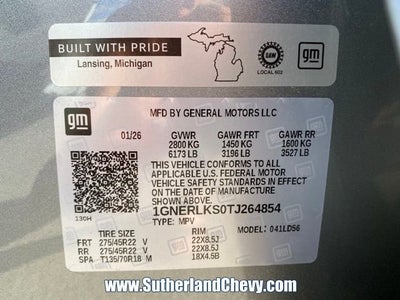 BUILT WITH PRIDE
Lansing, Michigan
UAW
LOCAL 602
gm
gm
MFD BY GENERAL MOTORS LLC
01/26 GVWR GAWR FRT GAWR RR
2800 KG 1450 KG 1600 KG
6173 LB 3196 LB 3527 LB
THIS VEHICLE CONFORMS TO ALL
APPLICABLE U.S. FEDERAL MOTOR
VEHICLE SAFETY STANDARDS IN EFFECT
ON THE DATE OF MANUFACTURE
SHOWN ABOVE.
1GNERLKS0TJ264854
TYPE: MPV MODEL: 041LD56
130H
TIRE SIZE RIM
FRT 275/45R22 V 22X8.5J
RR 275/45R22 V 22X8.5J
SPA T135/70R18 M 18X4.5B
www.SutherlandChevy.com